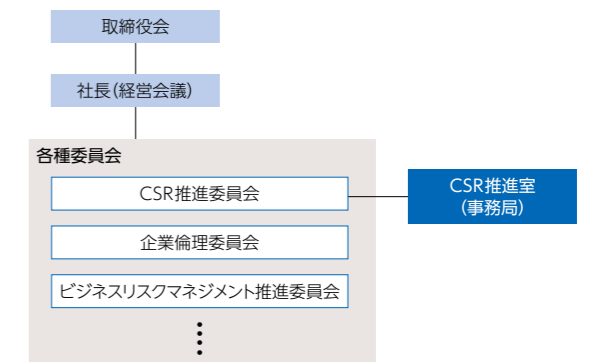 取締役会
社長(経営会議)
各種委員会
CSR推進委員会
CSR推進室
(事務局)
企業倫理委員会
ビジネスリスクマネジメント推進委員会